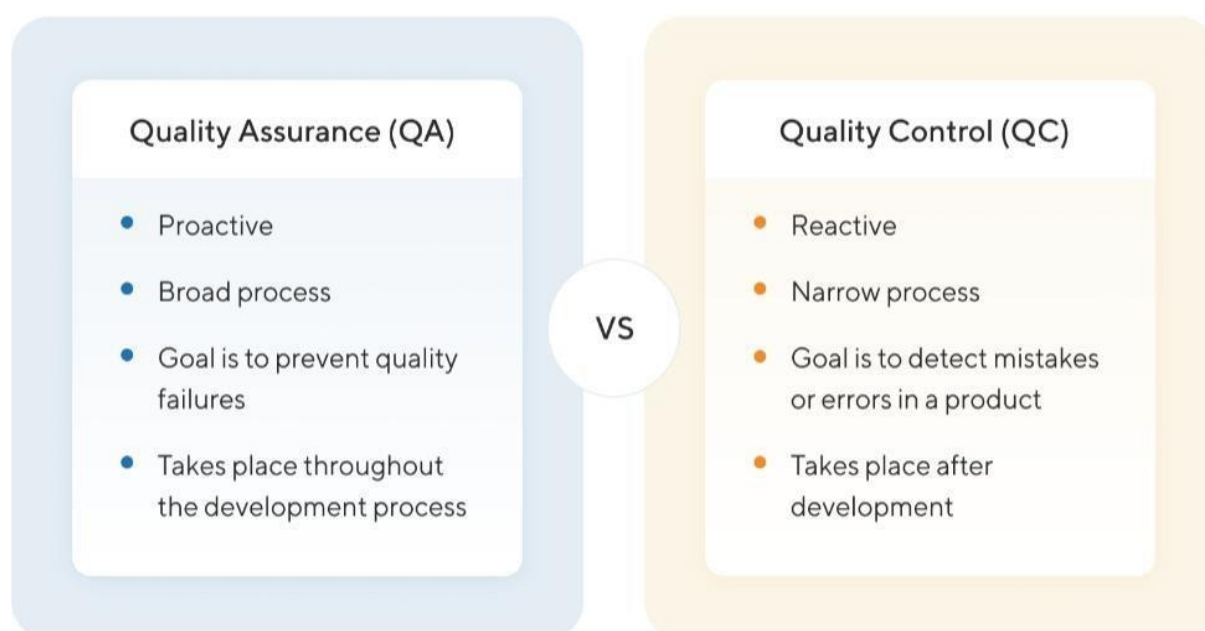 Quality Assurance (QA)
Proactive
Broad process
Goal is to prevent quality
failures
Takes place throughout
the development process
VS
Quality Control (QC)
Reactive
Narrow process
Goal is to detect mistakes
or errors in a product
Takes place after
development